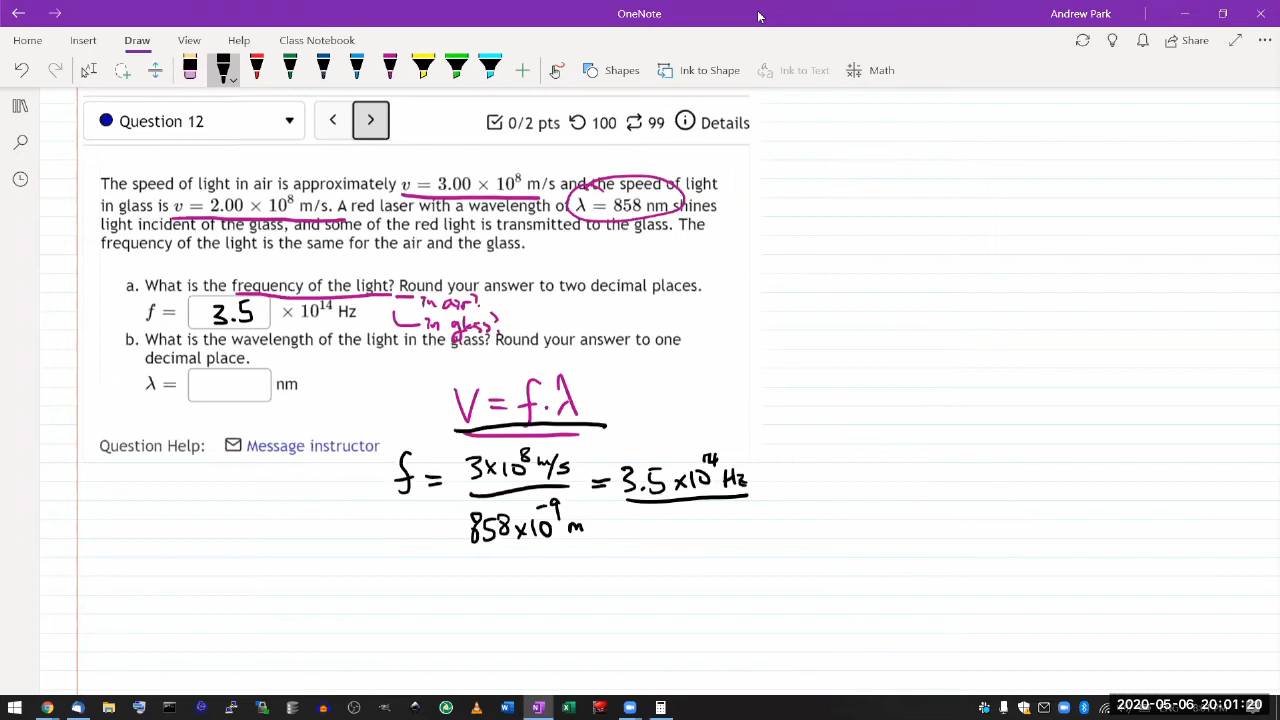 OneNote
Andrew Park
Home Insert Draw View Help Class Notebook
Share
Shapes Ink to Shape Ink to Text Math
Question 12
0/2 pts 100 99 Details
The speed of light in air is approximately v = 3.00 × 10⁸ m/s and the speed of light
in glass is v = 2.00 × 10⁸ m/s. A red laser with a wavelength of λ = 858 nm shines
light incident of the glass, and some of the red light is transmitted to the glass. The
frequency of the light is the same for the air and the glass.
a. What is the frequency of the light? Round your answer to two decimal places.
in air?
f = 3.5 × 10¹⁴ Hz
in glass?
b. What is the wavelength of the light in the glass? Round your answer to one
decimal place.
λ = nm
V = f · λ
Question Help: Message instructor
f = 3×10⁸ m/s / 858×10⁻⁹ m = 3.5 ×10¹⁴ Hz
2020-05-06 20:01:20